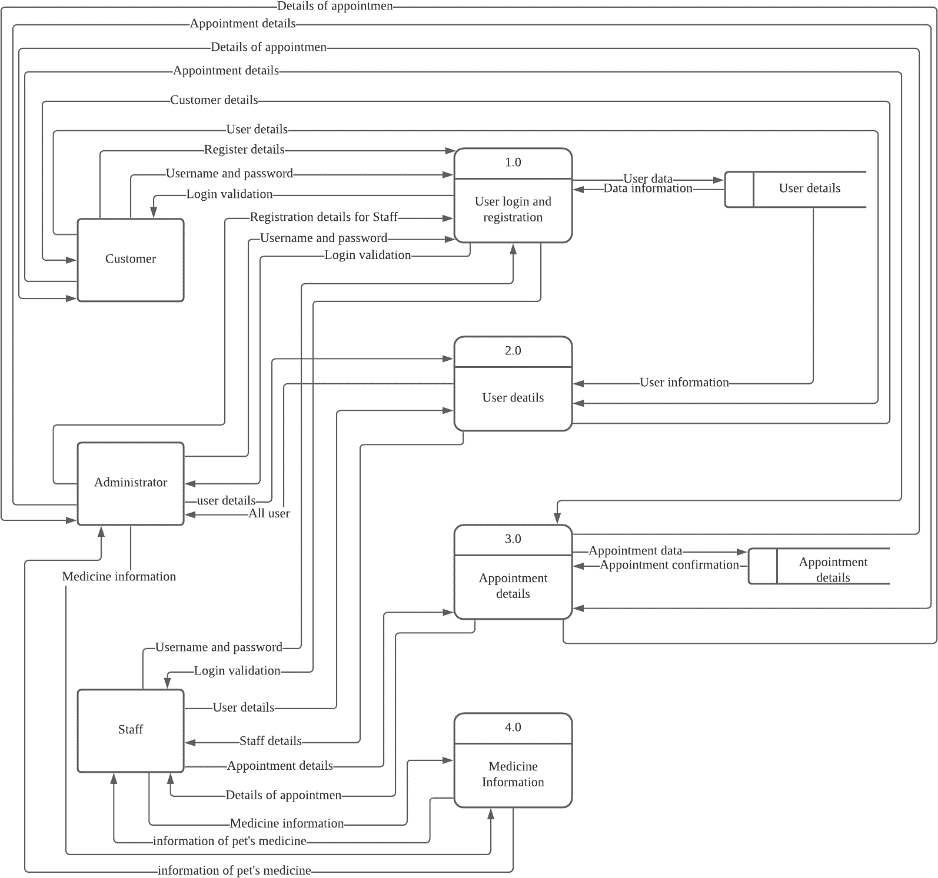 Details of appointmen
Appointment details
Details of appointmen
Appointment details
Customer details
User details
Register details
1.0
Username and password
User data
Data information
User details
Login validation
User login and
registration
Registration details for Staff
Username and password
Login validation
Customer
2.0
User information
User deatils
Administrator
user details
All user
3.0
Appointment data
Appointment confirmation
Appointment
details
Medicine information
Appointment
details
Username and password
Login validation
User details
Staff
4.0
Staff details
Appointment details
Medicine
Information
Details of appointmen
Medicine information
information of pet's medicine
information of pet's medicine